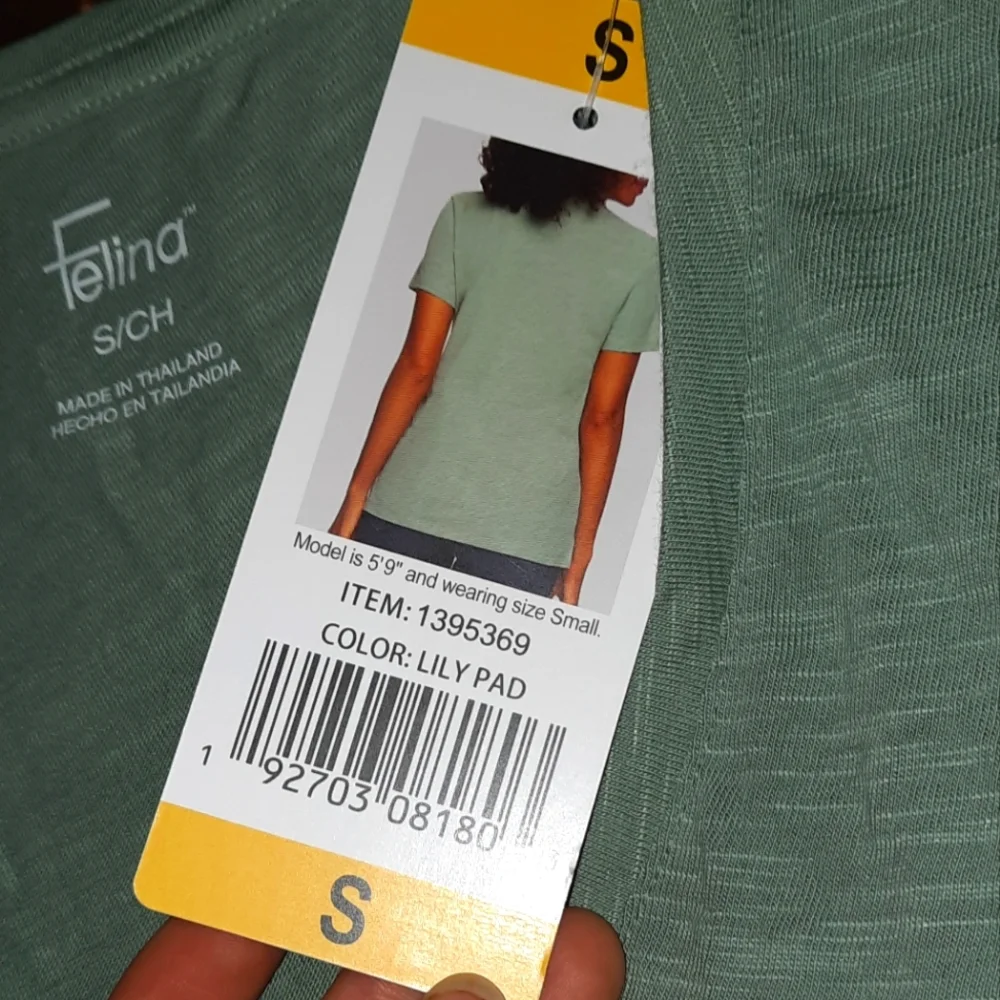 Felina™
S/CH
MADE IN THAILAND
HECHO EN TAILANDIA
S
Model is 5'9" and wearing size Small.
ITEM: 1395369
COLOR: LILY PAD
1 92703 08180
S